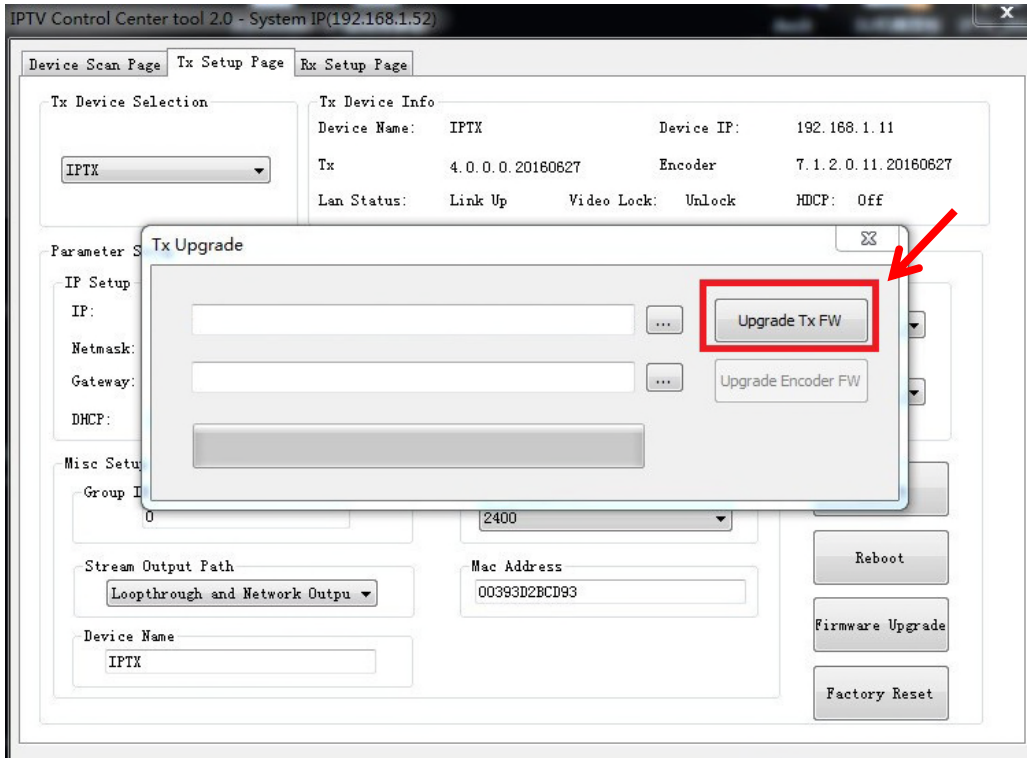 IPTV Control Center tool 2.0 - System IP(192.168.1.52)
Device Scan Page Tx Setup Page Rx Setup Page
Tx Device Selection
IPTX
Tx Device Info
Device Name: IPTX Device IP: 192.168.1.11
Tx 4.0.0.0.20160627 Encoder 7.1.2.0.11.20160627
Lan Status: Link Up Video Lock: Unlock HDCP: Off
Parameter S
IP Setup
IP:
Netmask:
Gateway:
DHCP:
Tx Upgrade
... Upgrade Tx FW
... Upgrade Encoder FW
Misc Setu
Group I
0
2400
Stream Output Path
Loopthrough and Network Outpu
Mac Address
00393D2BCD93
Device Name
IPTX
Reboot
Firmware Upgrade
Factory Reset